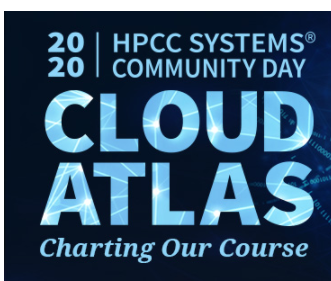 20 | HPCC SYSTEMS®
20 | COMMUNITY DAY
CLOUD
ATLAS
Charting Our Course